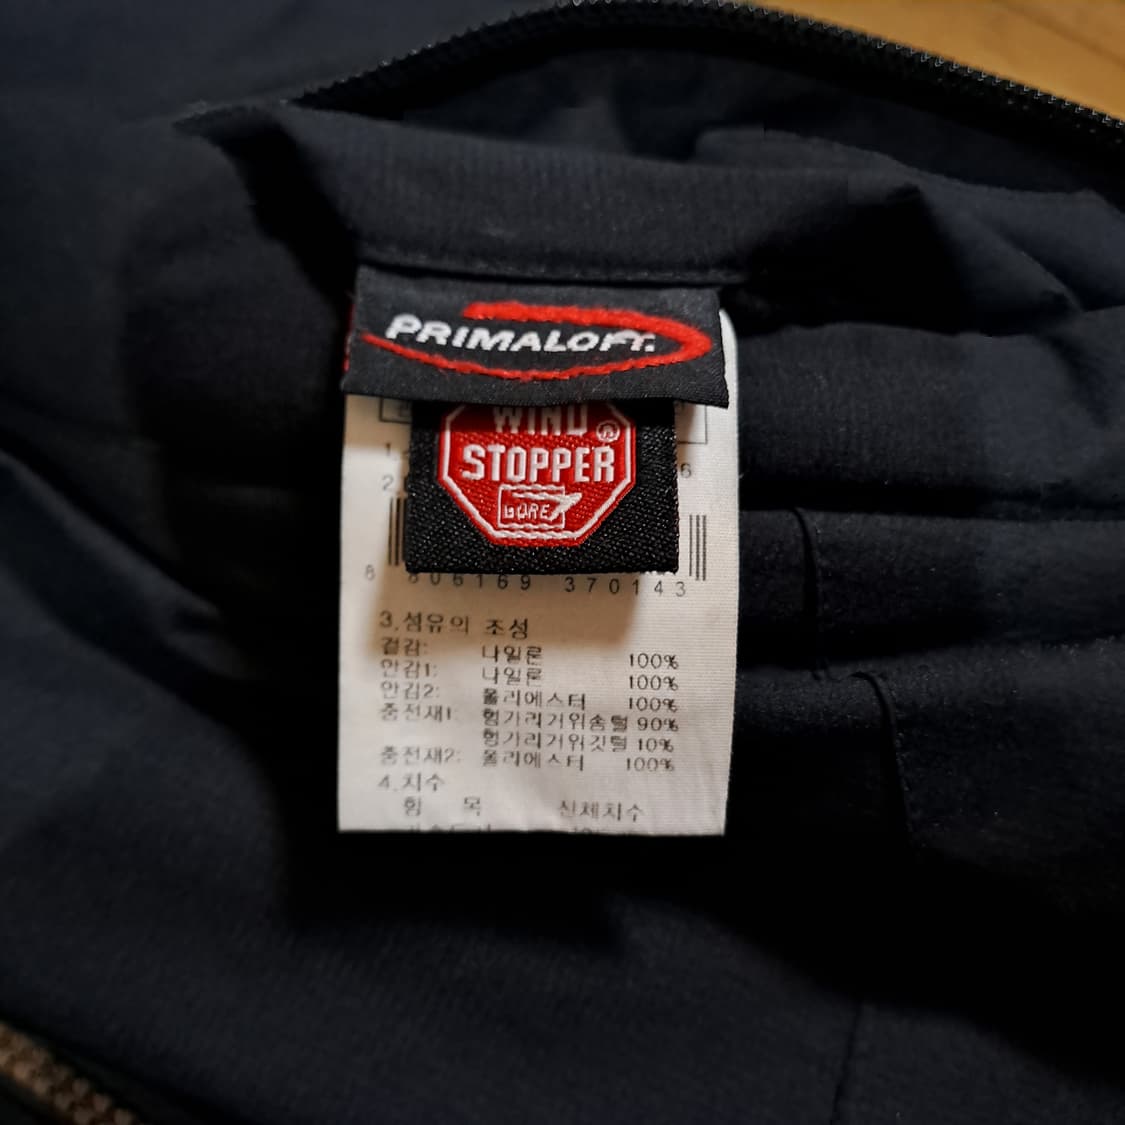 PRIMALOFT.
WIND
STOPPER ®
GORE
1.
2
6
8 806169 370143
3.섬유의 조성
겉감: 나일론 100%
안감1: 나일론 100%
안감2: 폴리에스터 100%
충전재1: 헝가리거위솜털 90%
헝가리거위깃털 10%
충전재2: 폴리에스터 100%
4.치수
항 목 신체치수